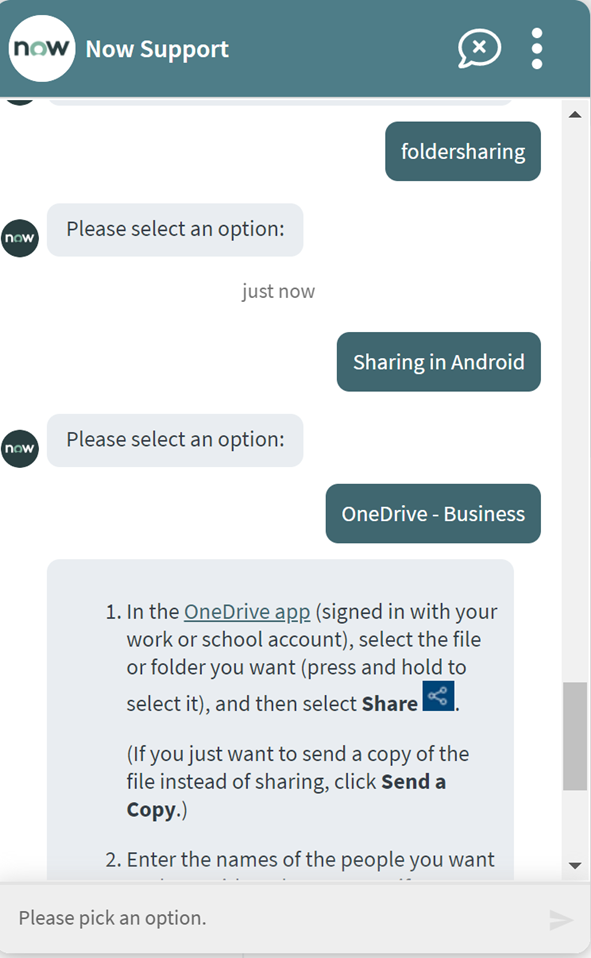 now Now Support
foldersharing
now Please select an option:
just now
Sharing in Android
now Please select an option:
OneDrive - Business
1. In the OneDrive app (signed in with your
work or school account), select the file
or folder you want (press and hold to
select it), and then select Share .
(If you just want to send a copy of the
file instead of sharing, click Send a
Copy.)
2. Enter the names of the people you want
Please pick an option.